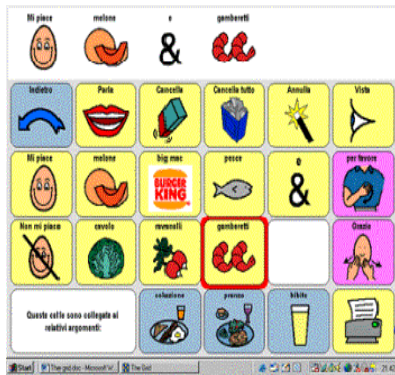 Mi piace melone e gamberetti
&
Indietro Parla Cancella Cancella tutto Annulla Vista
Mi piace melone big mac pesce e per favore
BURGER
KING
&
Non mi piace cavolo ravanelli gamberetti Grazie
Queste celle sono collegate ai colazione pranzo bibite
relativi argomenti:
Start The grid.doc - Microsoft W... The Grid 21.43